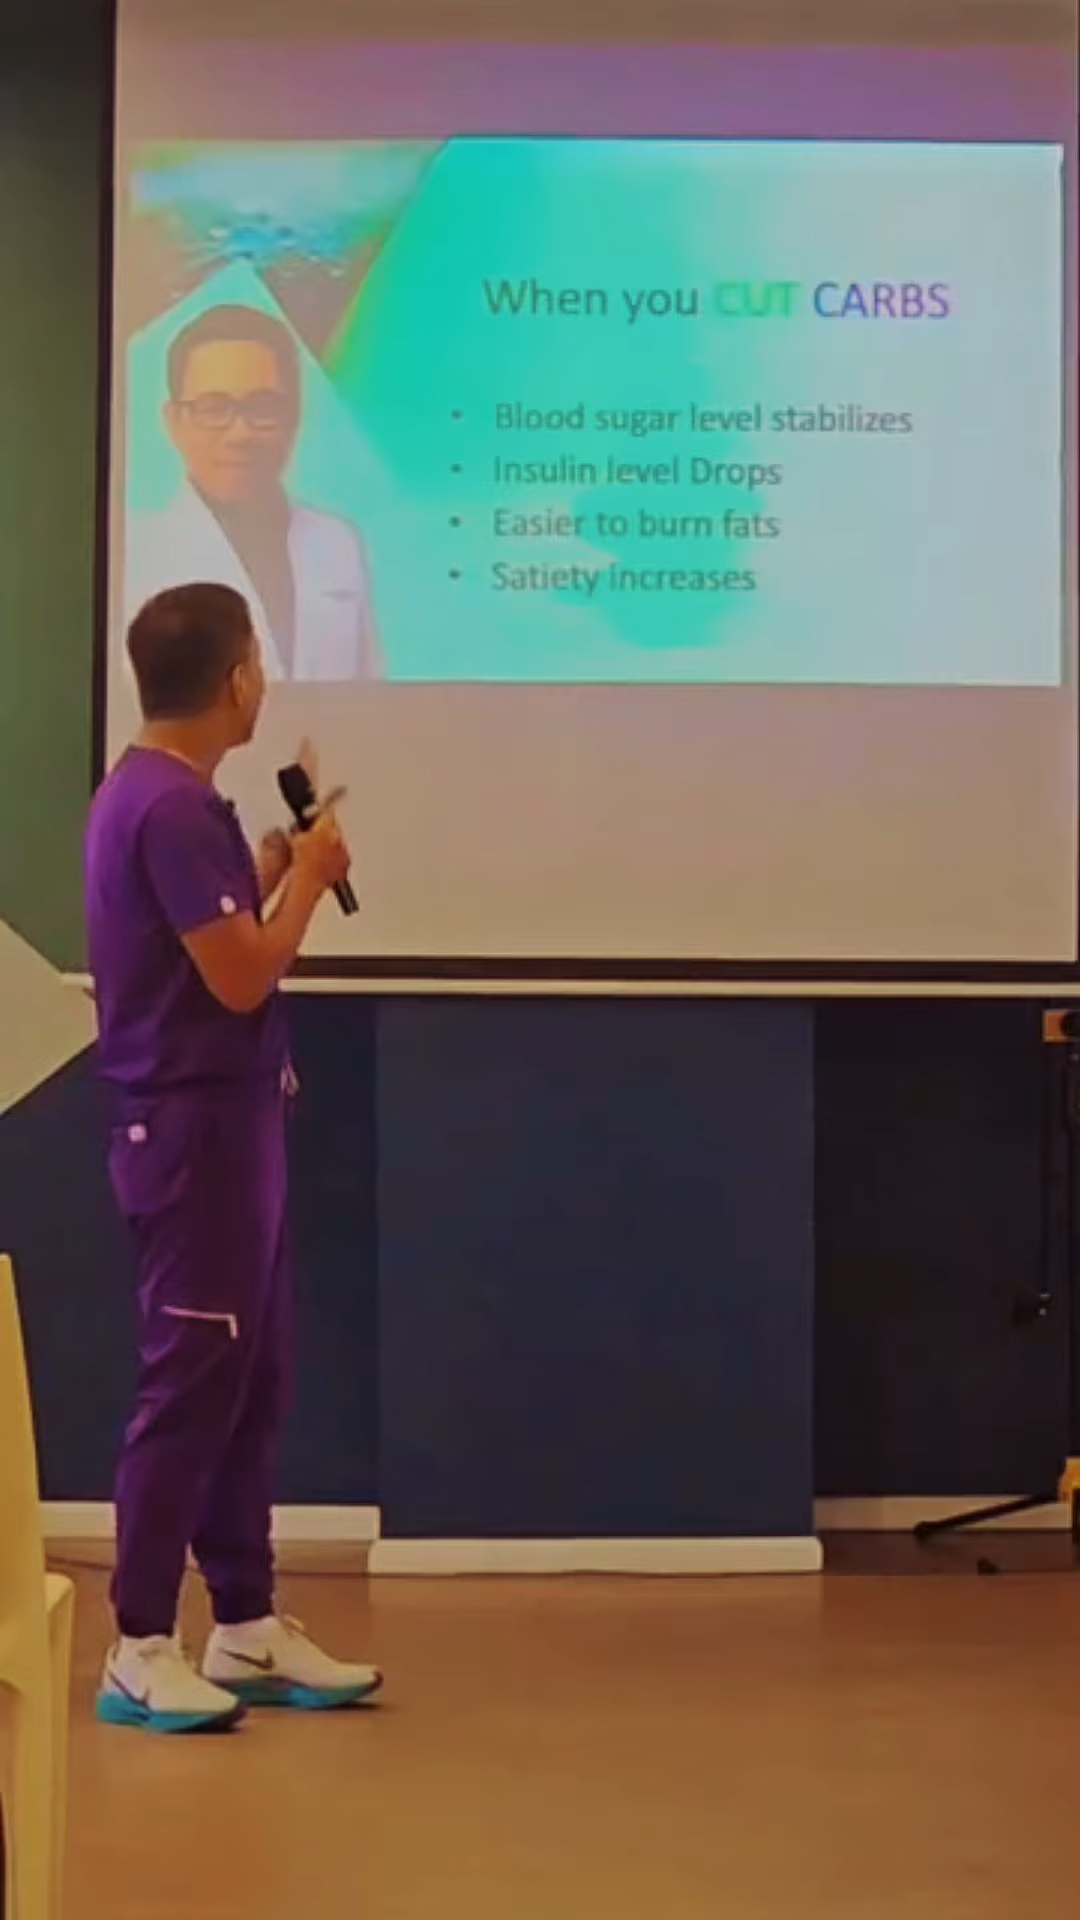 When you CUT CARBS
• Blood sugar level stabilizes
• Insulin level Drops
• Easier to burn fats
• Satiety increases